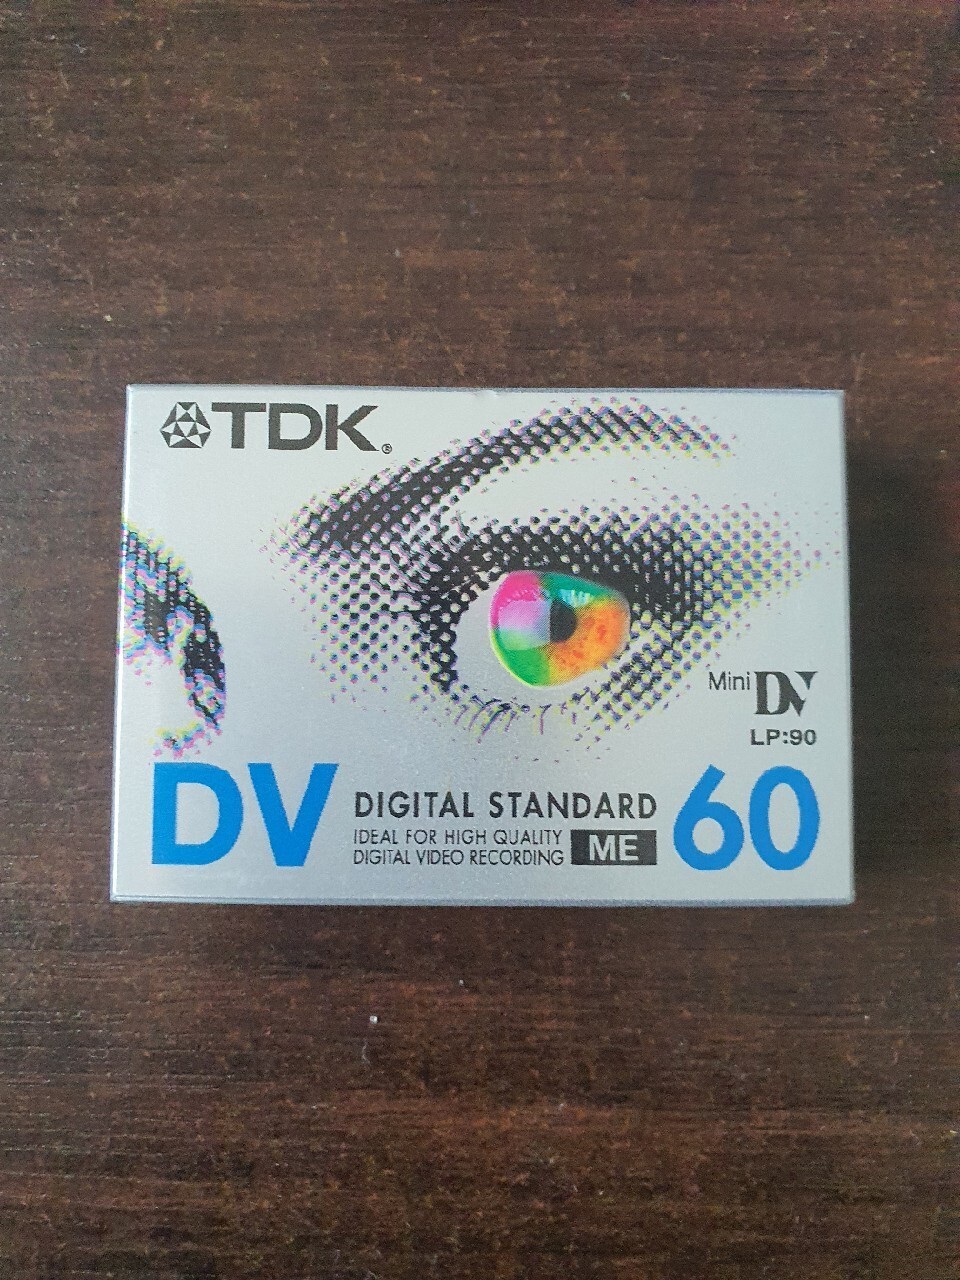 TDK®
Mini DV
LP:90
DV DIGITAL STANDARD 60
IDEAL FOR HIGH QUALITY
DIGITAL VIDEO RECORDING ME